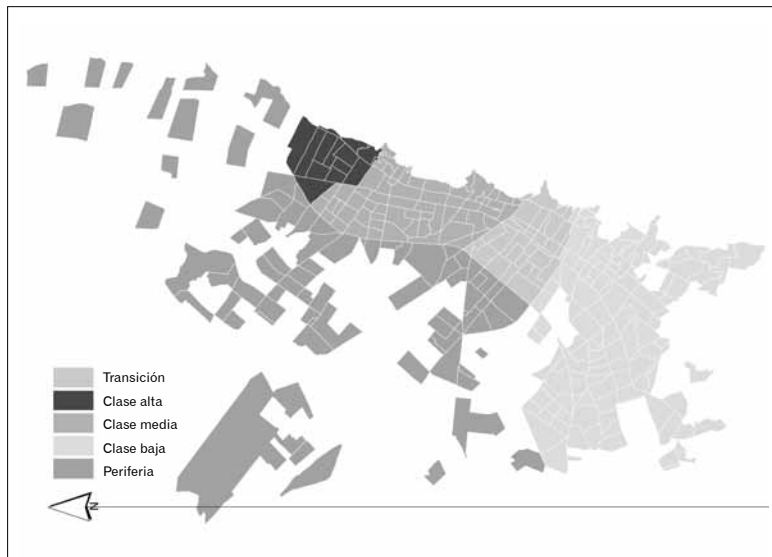 Transición
Clase alta
Clase media
Clase baja
Periferia
N